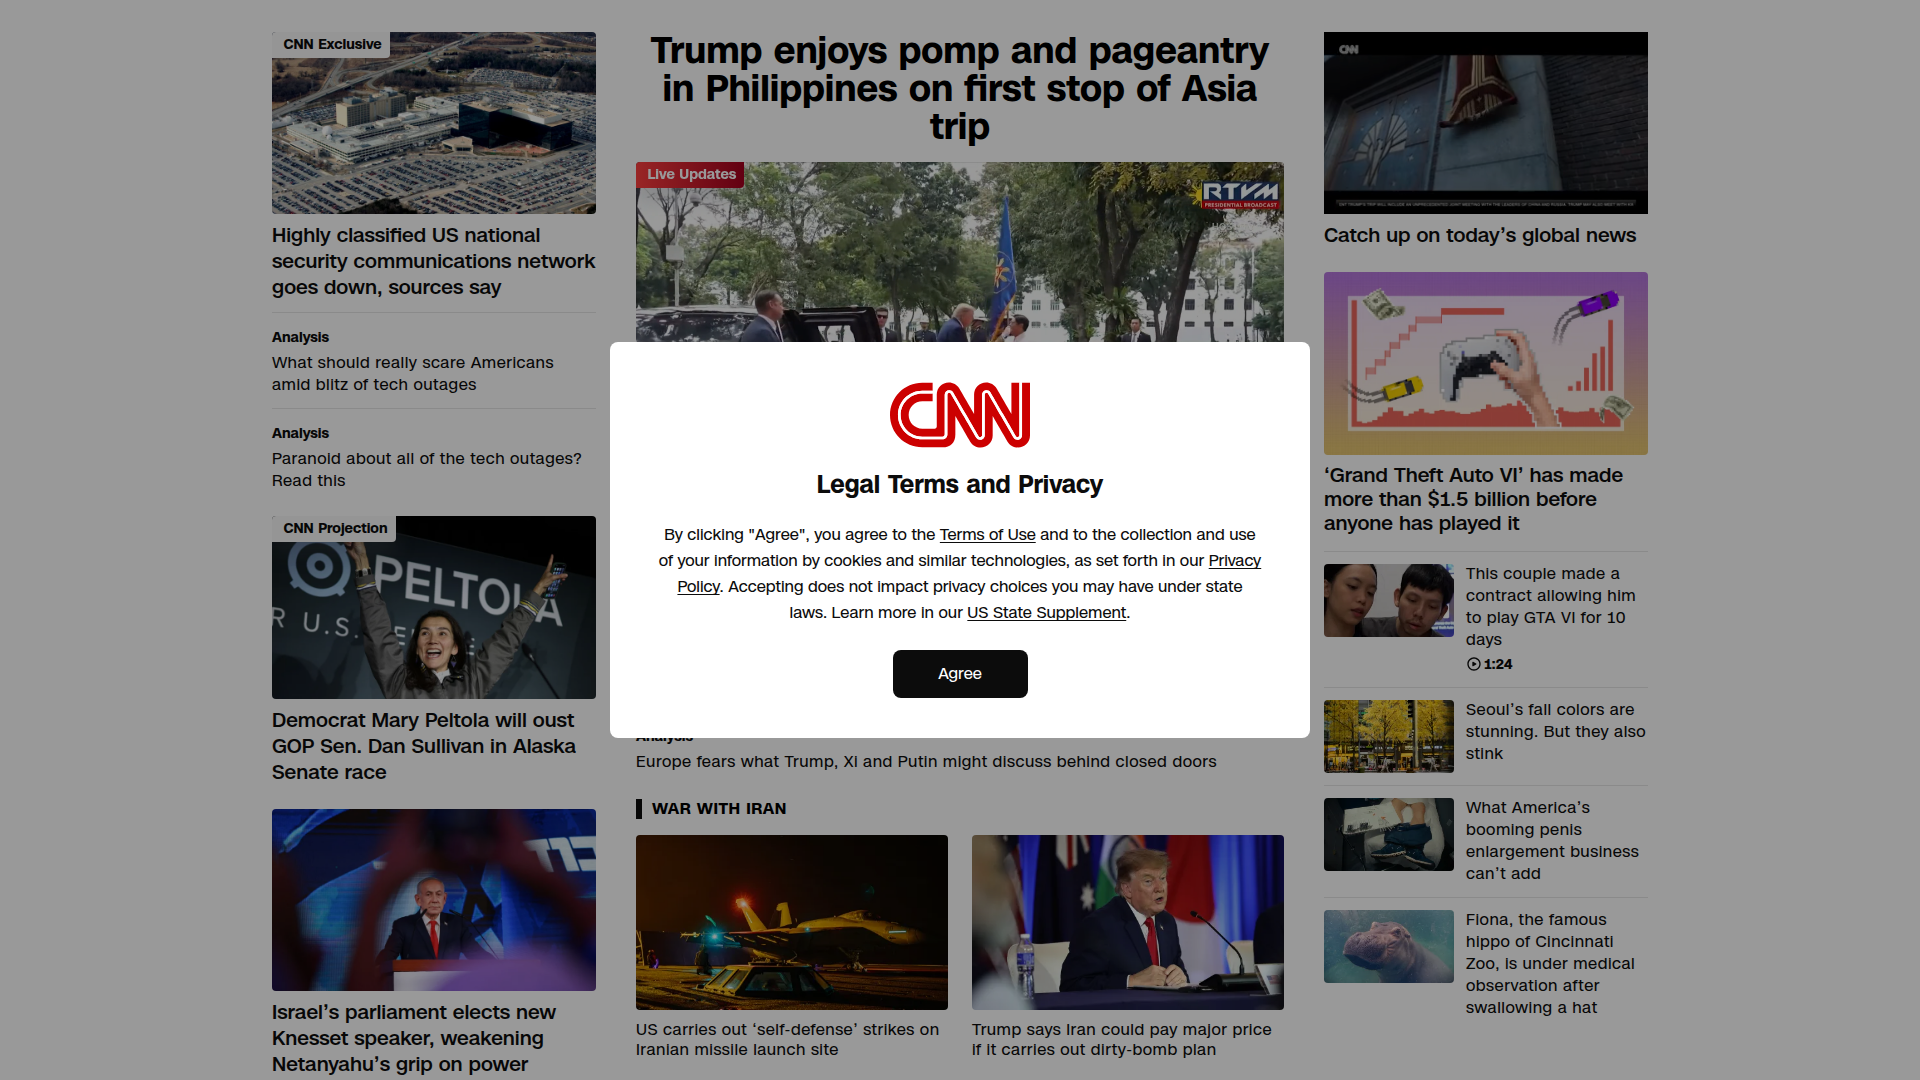 CNN Exclusive
Highly classified US national
security communications network
goes down, sources say
Analysis
What should really scare Americans
amid blitz of tech outages
Analysis
Paranoid about all of the tech outages?
Read this
CNN Projection
PELTOLA
R U.S.
Democrat Mary Peltola will oust
GOP Sen. Dan Sullivan in Alaska
Senate race
Israel’s parliament elects new
Knesset speaker, weakening
Netanyahu’s grip on power
Trump enjoys pomp and pageantry
in Philippines on first stop of Asia
trip
Live Updates
RTVM
PRESIDENTIAL BROADCAST
CNN
Legal Terms and Privacy
By clicking "Agree", you agree to the Terms of Use and to the collection and use
of your information by cookies and similar technologies, as set forth in our Privacy
Policy. Accepting does not impact privacy choices you may have under state
laws. Learn more in our US State Supplement.
Agree
Analysis
Europe fears what Trump, Xi and Putin might discuss behind closed doors
WAR WITH IRAN
US carries out ‘self-defense’ strikes on
Iranian missile launch site
Trump says Iran could pay major price
if it carries out dirty-bomb plan
CNN
Catch up on today’s global news
‘Grand Theft Auto VI’ has made
more than $1.5 billion before
anyone has played it
This couple made a
contract allowing him
to play GTA VI for 10
days
1:24
Seoul’s fall colors are
stunning. But they also
stink
What America’s
booming penis
enlargement business
can’t add
Fiona, the famous
hippo of Cincinnati
Zoo, is under medical
observation after
swallowing a hat